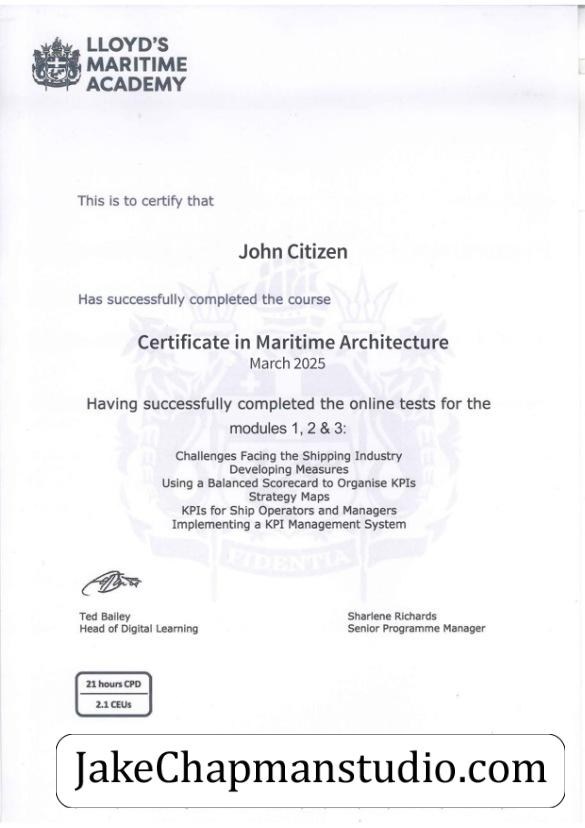 LLOYD'S
MARITIME
ACADEMY
This is to certify that
John Citizen
Has successfully completed the course
Certificate in Maritime Architecture
March 2025
Having successfully completed the online tests for the
modules 1, 2 & 3:
Challenges Facing the Shipping Industry
Developing Measures
Using a Balanced Scorecard to Organise KPIs
Strategy Maps
KPIs for Ship Operators and Managers
Implementing a KPI Management System
FIDENTIA
Ted Bailey
Head of Digital Learning
Sharlene Richards
Senior Programme Manager
21 hours CPD
2.1 CEUs
JakeChapmanstudio.com